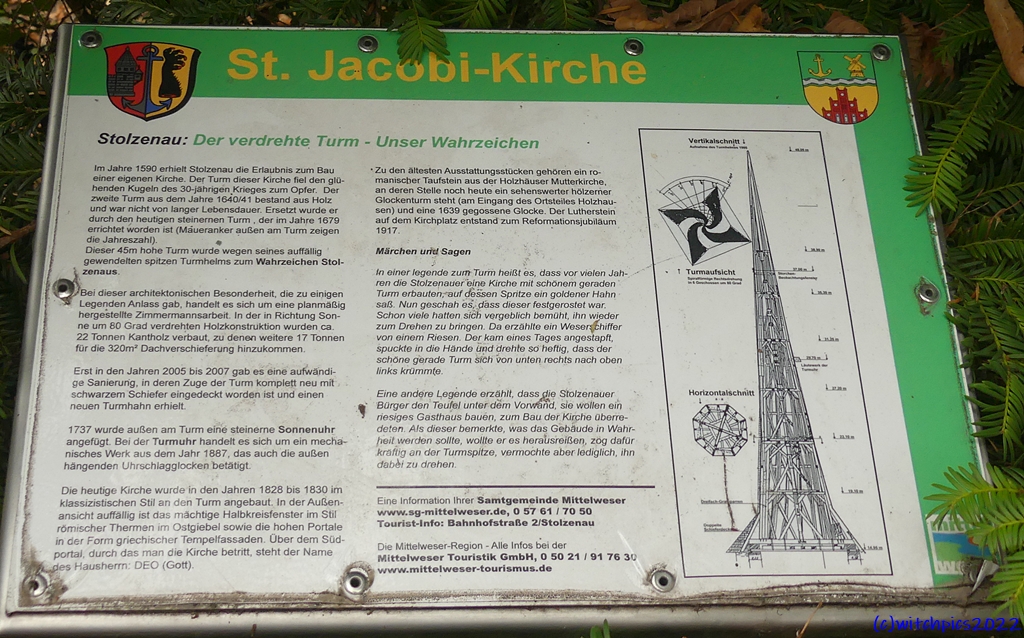 St. Jacobi-Kirche
Stolzenau: Der verdrehte Turm - Unser Wahrzeichen
Im Jahre 1590 erhielt Stolzenau die Erlaubnis zum Bau
einer eigenen Kirche. Der Turm dieser Kirche fiel den glü-
henden Kugeln des 30-jährigen Krieges zum Opfer. Der
zweite Turm aus dem Jahre 1640/41 bestand aus Holz
und war nicht von langer Lebensdauer. Ersetzt wurde er
durch den heutigen steinernen Turm , der im Jahre 1679
errichtet worden ist (Maueranker außen am Turm zeigen
die Jahreszahl).
Dieser 45m hohe Turm wurde wegen seines auffällig
gewendelten spitzen Turmhelms zum Wahrzeichen Stol-
zenaus.
Bei dieser architektonischen Besonderheit, die zu einigen
Legenden Anlass gab, handelt es sich um eine planmäßig
hergestellte Zimmermannsarbeit. In der in Richtung Son-
ne um 80 Grad verdrehten Holzkonstruktion wurden ca.
22 Tonnen Kantholz verbaut, zu denen weitere 17 Tonnen
für die 320m² Dachverschieferung hinzukommen.
Erst in den Jahren 2005 bis 2007 gab es eine aufwändi-
ge Sanierung, in deren Zuge der Turm komplett neu mit
schwarzem Schiefer eingedeckt worden ist und einen
neuen Turmhahn erhielt.
1737 wurde außen am Turm eine steinerne Sonnenuhr
angefügt. Bei der Turmuhr handelt es sich um ein mecha-
nisches Werk aus dem Jahr 1887, das auch die außen
hängenden Uhrschlagglocken betätigt.
Die heutige Kirche wurde in den Jahren 1828 bis 1830 im
klassizistischen Stil an den Turm angebaut. In der Außen-
ansicht auffällig ist das mächtige Halbkreisfenster im Stil
römischer Thermen im Ostgiebel sowie die hohen Portale
in der Form griechischer Tempelfassaden. Über dem Süd-
portal, durch das man die Kirche betritt, steht der Name
des Hausherrn: DEO (Gott).
Zu den ältesten Ausstattungsstücken gehören ein ro-
manischer Taufstein aus der Holzhäuser Mutterkirche,
an deren Stelle noch heute ein sehenswerter hölzerner
Glockenturm steht (am Eingang des Ortsteiles Holzhau-
sen) und eine 1639 gegossene Glocke. Der Lutherstein
auf dem Kirchplatz entstand zum Reformationsjubiläum
1917.
Märchen und Sagen
In einer legende zum Turm heißt es, dass vor vielen Jah-
ren die Stolzenauer eine Kirche mit schönem geraden
Turm erbauten, auf dessen Spritze ein goldener Hahn
saß. Nun geschah es, dass dieser festgerostet war.
Schon viele hatten sich vergeblich bemüht, ihn wieder
zum Drehen zu bringen. Da erzählte ein Weserschiffer
von einem Riesen. Der kam eines Tages angestapft,
spuckte in die Hände und drehte so heftig, dass der
schöne gerade Turm sich von unten rechts nach oben
links krümmte.
Eine andere Legende erzählt, dass die Stolzenauer
Bürger den Teufel unter dem Vorwand, sie wollen ein
riesiges Gasthaus bauen, zum Bau der Kirche überre-
deten. Als dieser bemerkte, was das Gebäude in Wahr-
heit werden sollte, wollte er es herausreißen, zog dafür
kräftig an der Turmspitze, vermochte aber lediglich, ihn
dabei zu drehen.
Eine Information Ihrer Samtgemeinde Mittelweser
www.sg-mittelweser.de, 0 57 61 / 70 50
Tourist-Info: Bahnhofstraße 2/Stolzenau
Die Mittelweser-Region - Alle Infos bei der
Mittelweser Touristik GmbH, 0 50 21 / 91 76 30
www.mittelweser-tourismus.de
Vertikalschnitt
Turmaufsicht
Horizontalschnitt
(c)witchpics2022